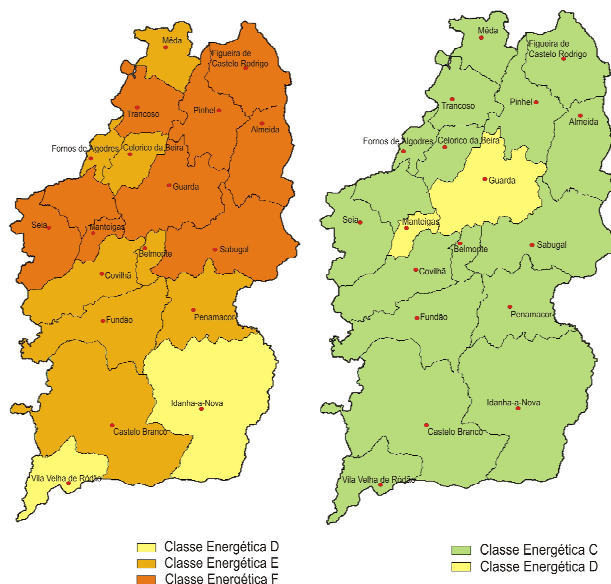 Mêda
Figueira de
Castelo Rodrigo
Trancoso
Pinhel
Almeida
Fornos de Algodres
Celorico da Beira
Guarda
Seia
Manteigas
Belmonte
Sabugal
Covilhã
Fundão
Penamacor
Idanha-a-Nova
Castelo Branco
Vila Velha de Ródão
Classe Energética D
Classe Energética E
Classe Energética F
Mêda
Figueira de
Castelo Rodrigo
Trancoso
Pinhel
Almeida
Fornos de Algodres
Celorico da Beira
Guarda
Seia
Manteigas
Belmonte
Sabugal
Covilhã
Fundão
Penamacor
Idanha-a-Nova
Castelo Branco
Vila Velha de Ródão
Classe Energética C
Classe Energética D